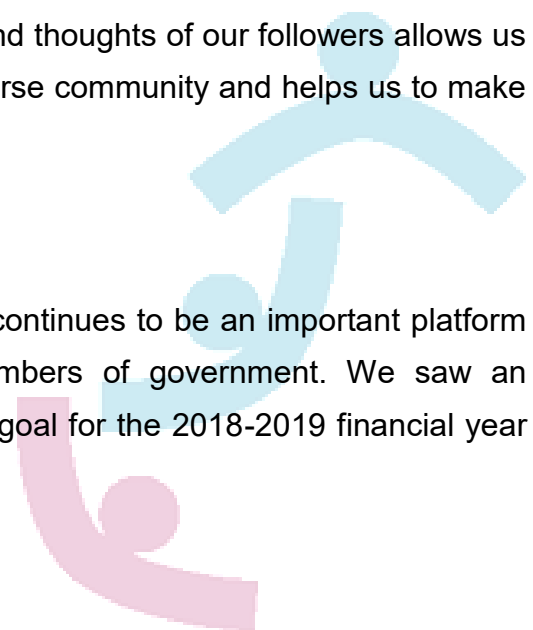 nd thoughts of our followers allows us
rse community and helps us to make
continues to be an important platform
mbers of government. We saw an
goal for the 2018-2019 financial year